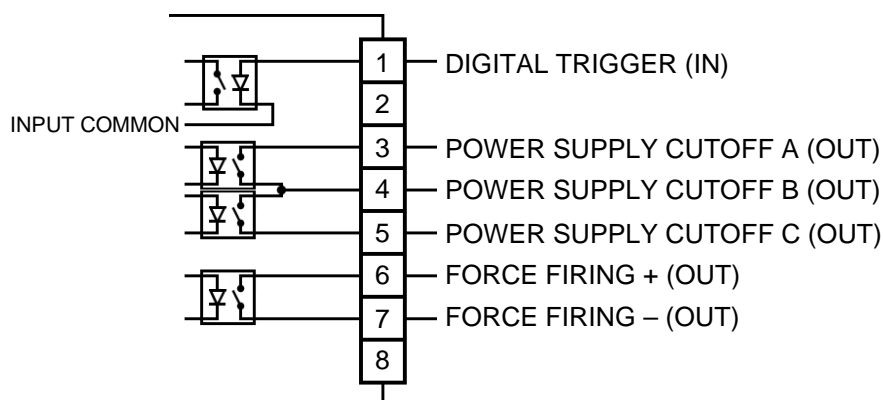 1 DIGITAL TRIGGER (IN)
2
INPUT COMMON
3 POWER SUPPLY CUTOFF A (OUT)
4 POWER SUPPLY CUTOFF B (OUT)
5 POWER SUPPLY CUTOFF C (OUT)
6 FORCE FIRING + (OUT)
7 FORCE FIRING – (OUT)
8